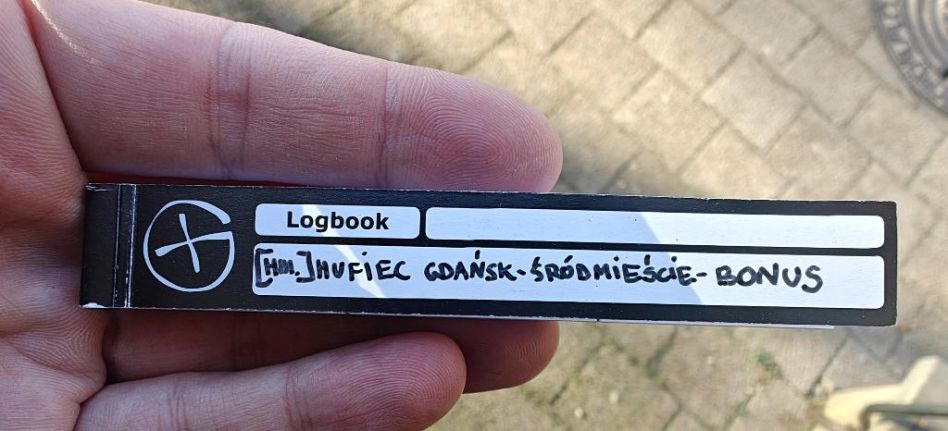 Logbook
[HM.] HUFIEC GDAŃSK-ŚRÓDMIEŚCIE-BONUS